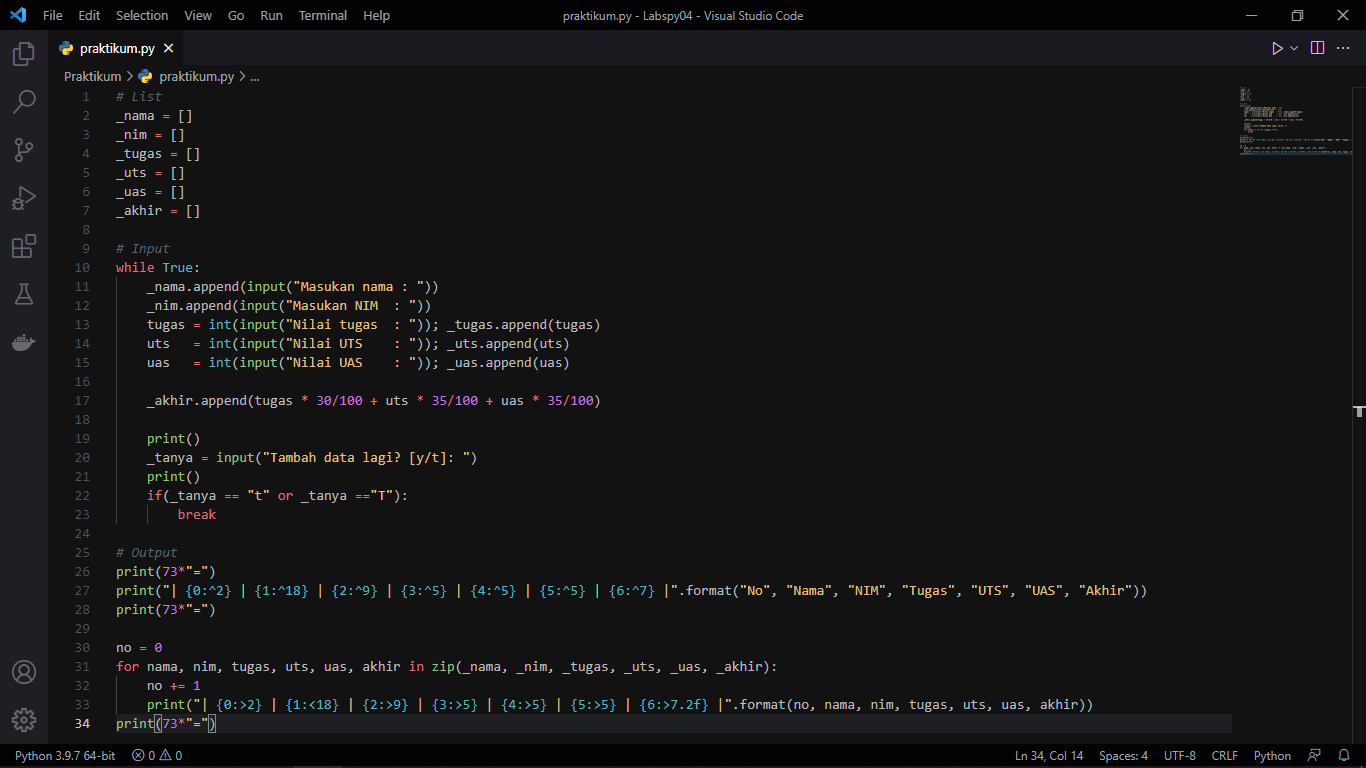 File Edit Selection View Go Run Terminal Help praktikum.py - Labspy04 - Visual Studio Code
praktikum.py
Praktikum > praktikum.py > ...
1 # List
2 _nama = []
3 _nim = []
4 _tugas = []
5 _uts = []
6 _uas = []
7 _akhir = []
8
9 # Input
10 while True:
11     _nama.append(input("Masukan nama : "))
12     _nim.append(input("Masukan NIM  : "))
13     tugas = int(input("Nilai tugas  : ")); _tugas.append(tugas)
14     uts   = int(input("Nilai UTS    : ")); _uts.append(uts)
15     uas   = int(input("Nilai UAS    : ")); _uas.append(uas)
16
17     _akhir.append(tugas * 30/100 + uts * 35/100 + uas * 35/100)
18
19     print()
20     _tanya = input("Tambah data lagi? [y/t]: ")
21     print()
22     if(_tanya == "t" or _tanya =="T"):
23         break
24
25 # Output
26 print(73*"=")
27 print("| {0:^2} | {1:^18} | {2:^9} | {3:^5} | {4:^5} | {5:^5} | {6:^7} |".format("No", "Nama", "NIM", "Tugas", "UTS", "UAS", "Akhir"))
28 print(73*"=")
29
30 no = 0
31 for nama, nim, tugas, uts, uas, akhir in zip(_nama, _nim, _tugas, _uts, _uas, _akhir):
32     no += 1
33     print("| {0:>2} | {1:<18} | {2:>9} | {3:>5} | {4:>5} | {5:>5} | {6:>7.2f} |".format(no, nama, nim, tugas, uts, uas, akhir))
34 print(73*"=")
Python 3.9.7 64-bit 0 0 Ln 34, Col 14 Spaces: 4 UTF-8 CRLF Python